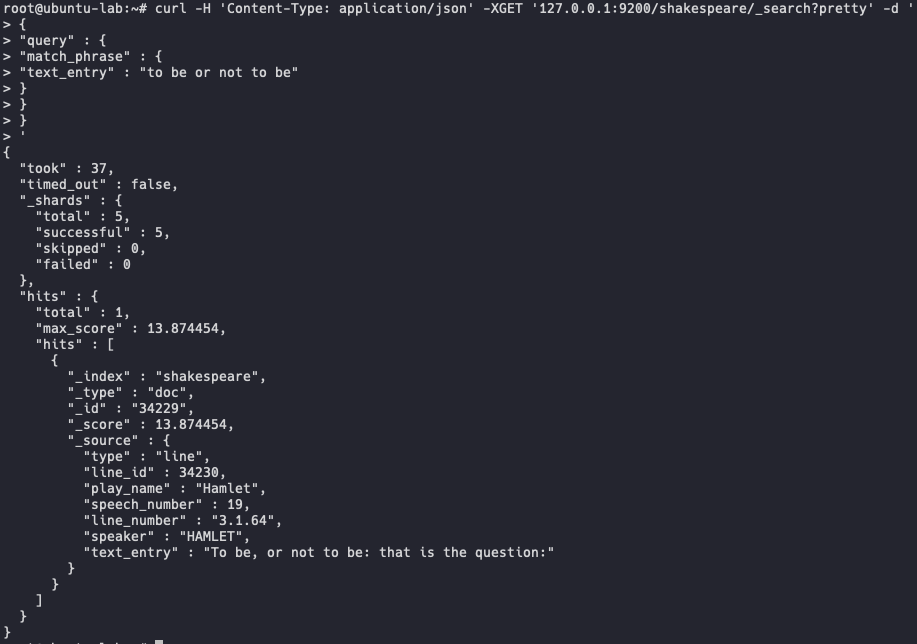 root@ubuntu-lab:~# curl -H 'Content-Type: application/json' -XGET '127.0.0.1:9200/shakespeare/_search?pretty' -d '
> {
> "query" : {
> "match_phrase" : {
> "text_entry" : "to be or not to be"
> }
> }
> }
> '
{
  "took" : 37,
  "timed_out" : false,
  "_shards" : {
    "total" : 5,
    "successful" : 5,
    "skipped" : 0,
    "failed" : 0
  },
  "hits" : {
    "total" : 1,
    "max_score" : 13.874454,
    "hits" : [
      {
        "_index" : "shakespeare",
        "_type" : "doc",
        "_id" : "34229",
        "_score" : 13.874454,
        "_source" : {
          "type" : "line",
          "line_id" : 34230,
          "play_name" : "Hamlet",
          "speech_number" : 19,
          "line_number" : "3.1.64",
          "speaker" : "HAMLET",
          "text_entry" : "To be, or not to be: that is the question:"
        }
      }
    ]
  }
}